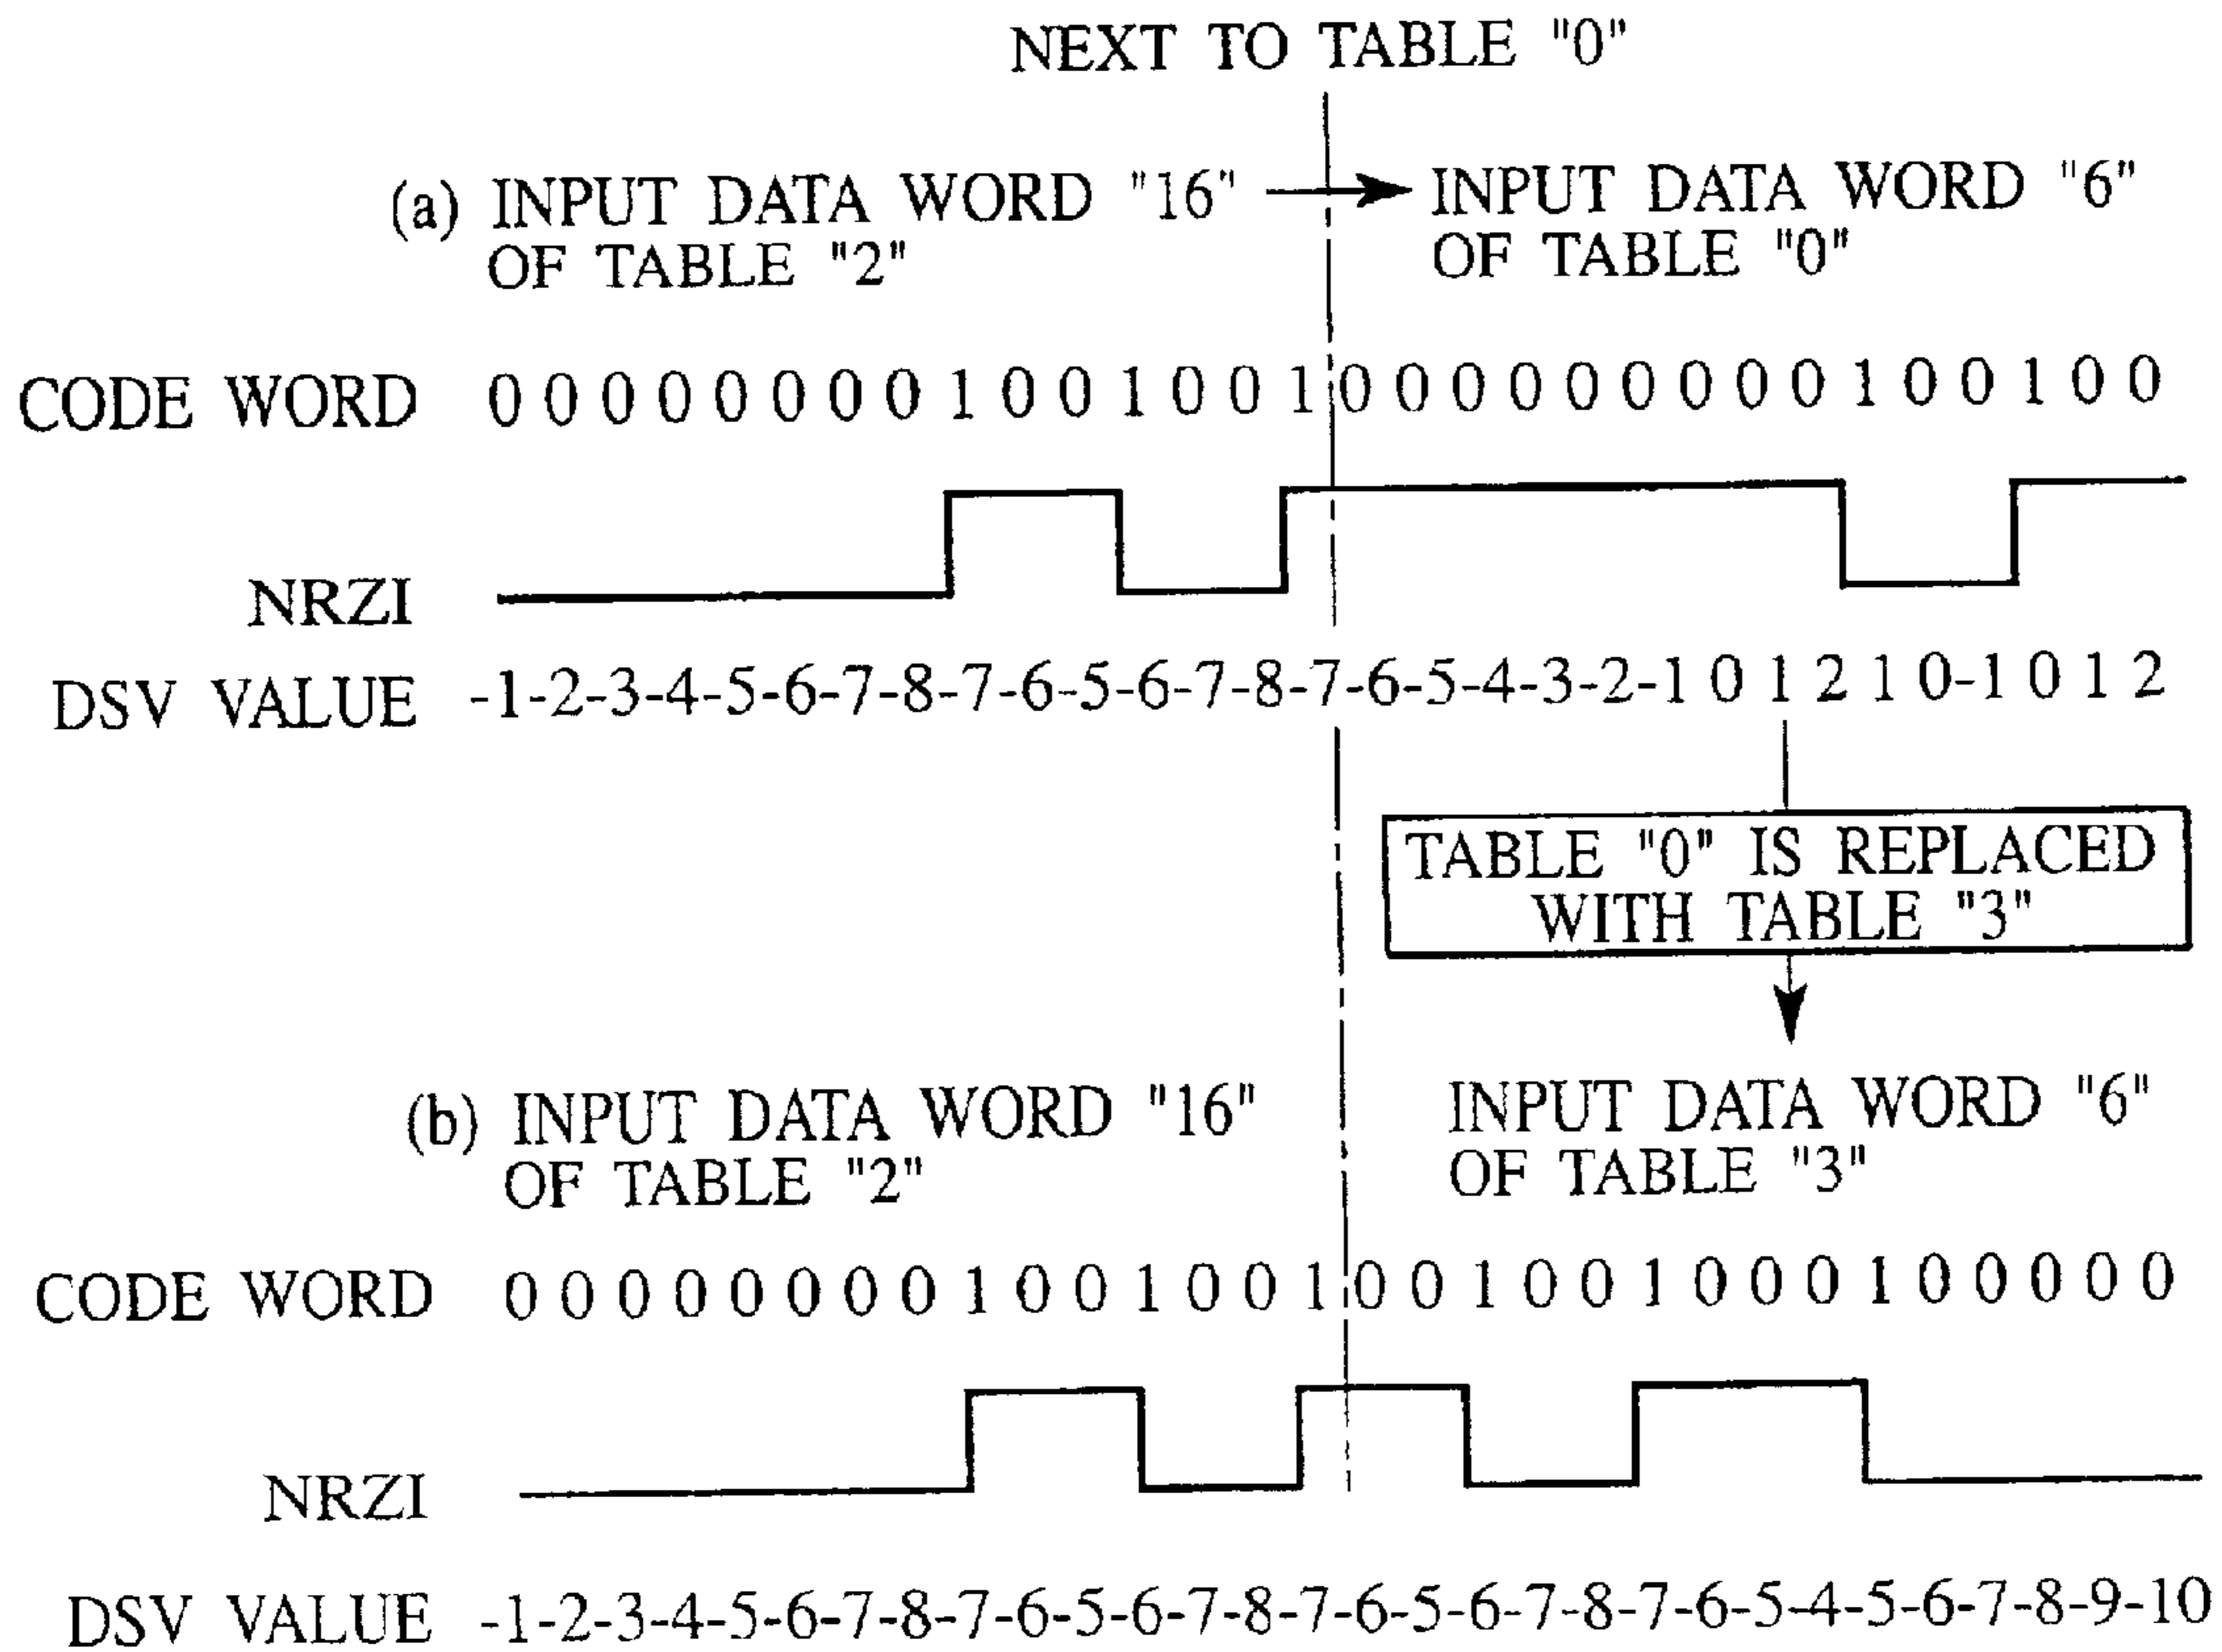 NEXT TO TABLE "0"
(a) INPUT DATA WORD "16" INPUT DATA WORD "6"
OF TABLE "2" OF TABLE "0"
CODE WORD 0 0 0 0 0 0 0 0 1 0 0 1 0 0 1 0 0 0 0 0 0 0 0 0 1 0 0 1 0 0
NRZI
DSV VALUE -1-2-3-4-5-6-7-8-7-6-5-6-7-8-7-6-5-4-3-2-1 0 1 2 1 0-1 0 1 2
TABLE "0" IS REPLACED
WITH TABLE "3"
(b) INPUT DATA WORD "16" INPUT DATA WORD "6"
OF TABLE "2" OF TABLE "3"
CODE WORD 0 0 0 0 0 0 0 0 1 0 0 1 0 0 1 0 0 1 0 0 1 0 0 0 1 0 0 0 0 0
NRZI
DSV VALUE -1-2-3-4-5-6-7-8-7-6-5-6-7-8-7-6-5-6-7-8-7-6-5-4-5-6-7-8-9-10